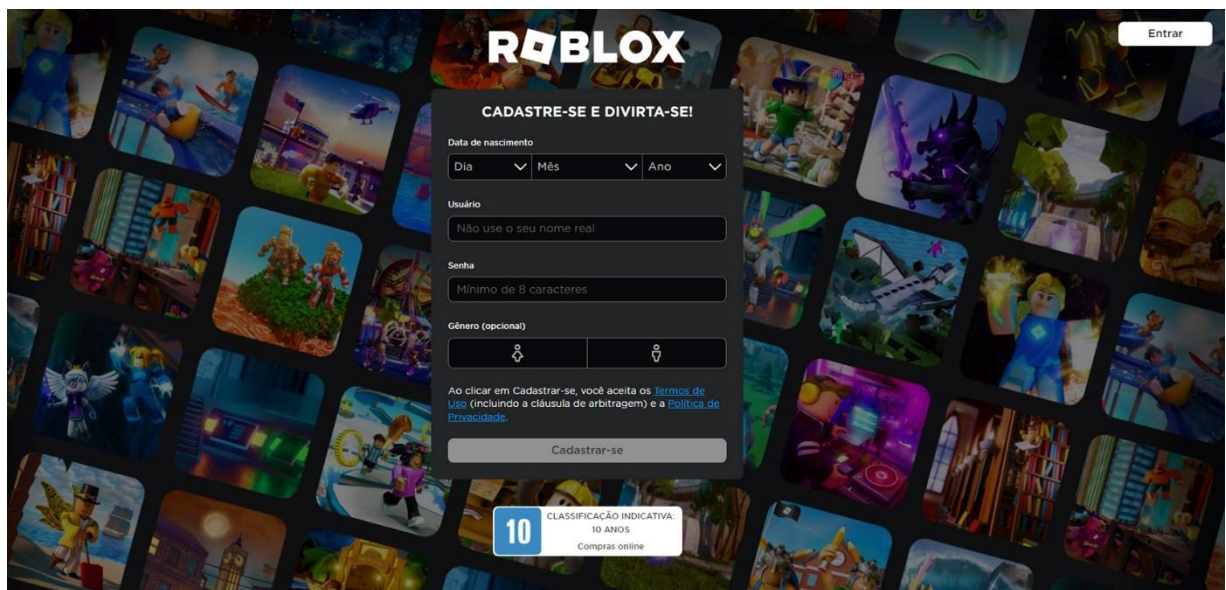 ROBLOX
Entrar
CADASTRE-SE E DIVIRTA-SE!
Data de nascimento
Dia Mês Ano
Usuário
Não use o seu nome real
Senha
Mínimo de 8 caracteres
Gênero (opcional)
Ao clicar em Cadastrar-se, você aceita os Termos de
Uso (incluindo a cláusula de arbitragem) e a Política de
Privacidade.
Cadastrar-se
10
CLASSIFICAÇÃO INDICATIVA:
10 ANOS
Compras online